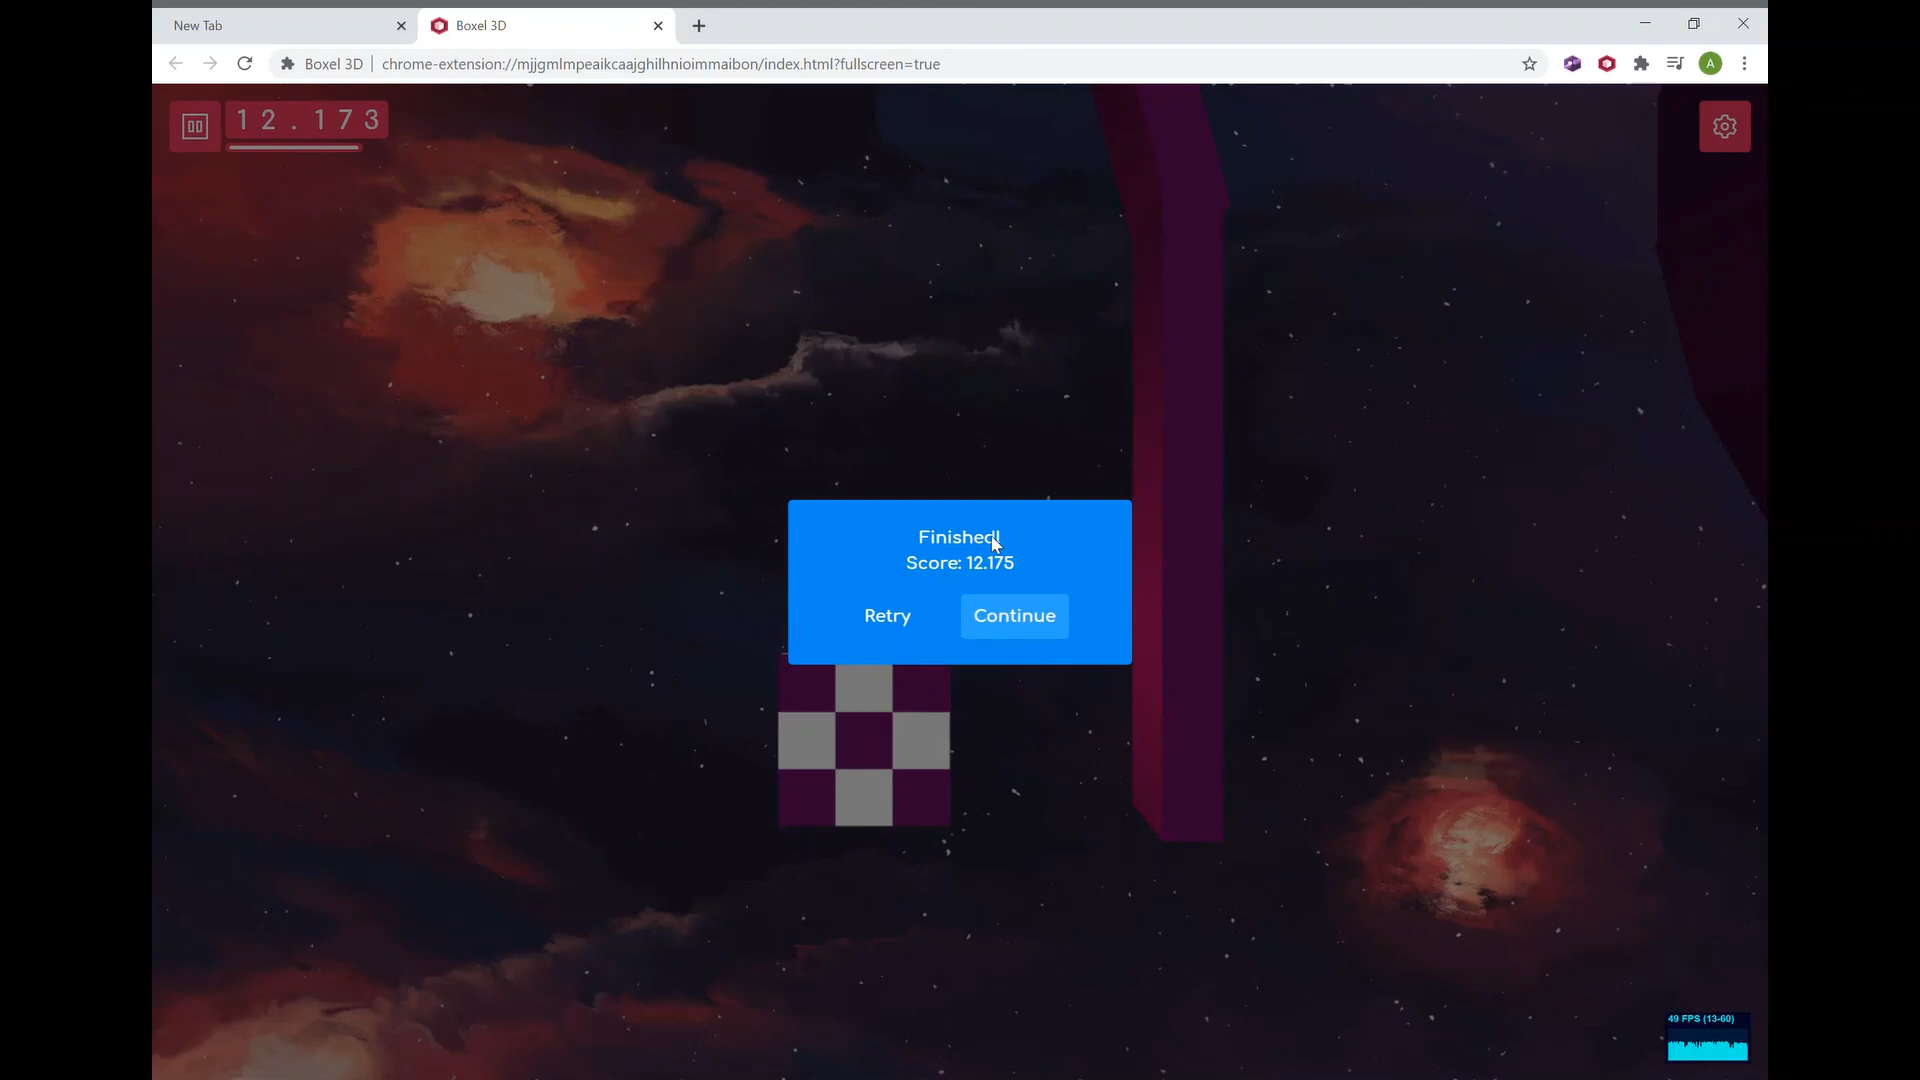 New Tab
Boxel 3D
Boxel 3D | chrome-extension://mjjgmlmpeaikcaajghilhnioimmaibon/index.html?fullscreen=true
A
12.173
Finished!
Score: 12.175
Retry
Continue
49 FPS (13-60)